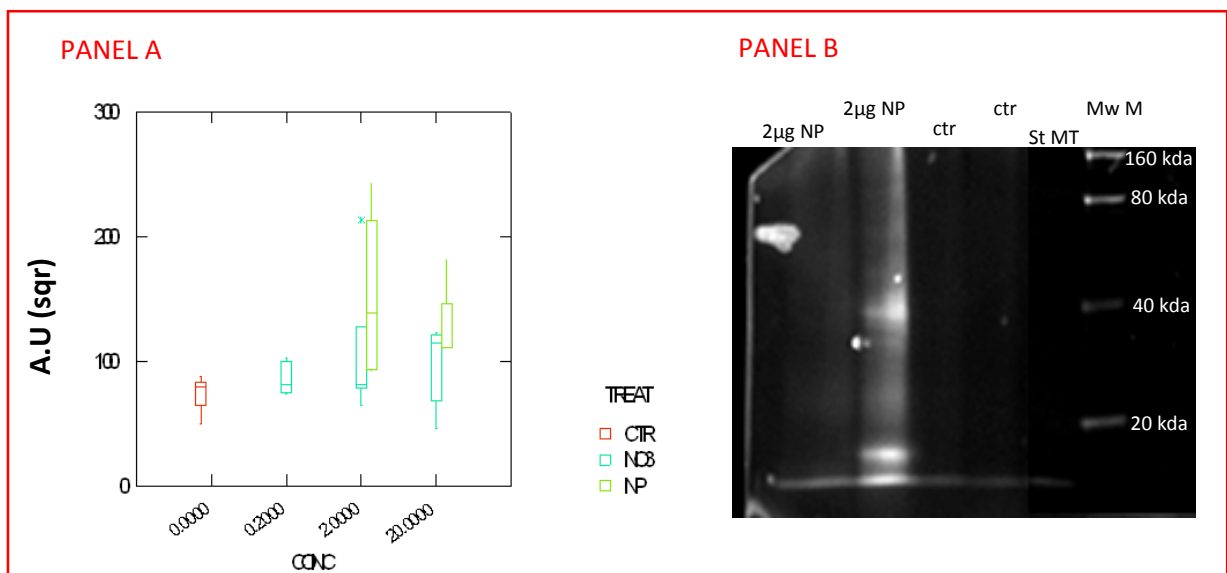 PANEL A
300
200
100
0
A.U (sqr)
0.0000
0.2000
2.0000
20.0000
CONC
TREAT
CTR
NO3
NP
PANEL B
2µg NP
2µg NP
ctr
ctr
St MT
Mw M
160 kda
80 kda
40 kda
20 kda